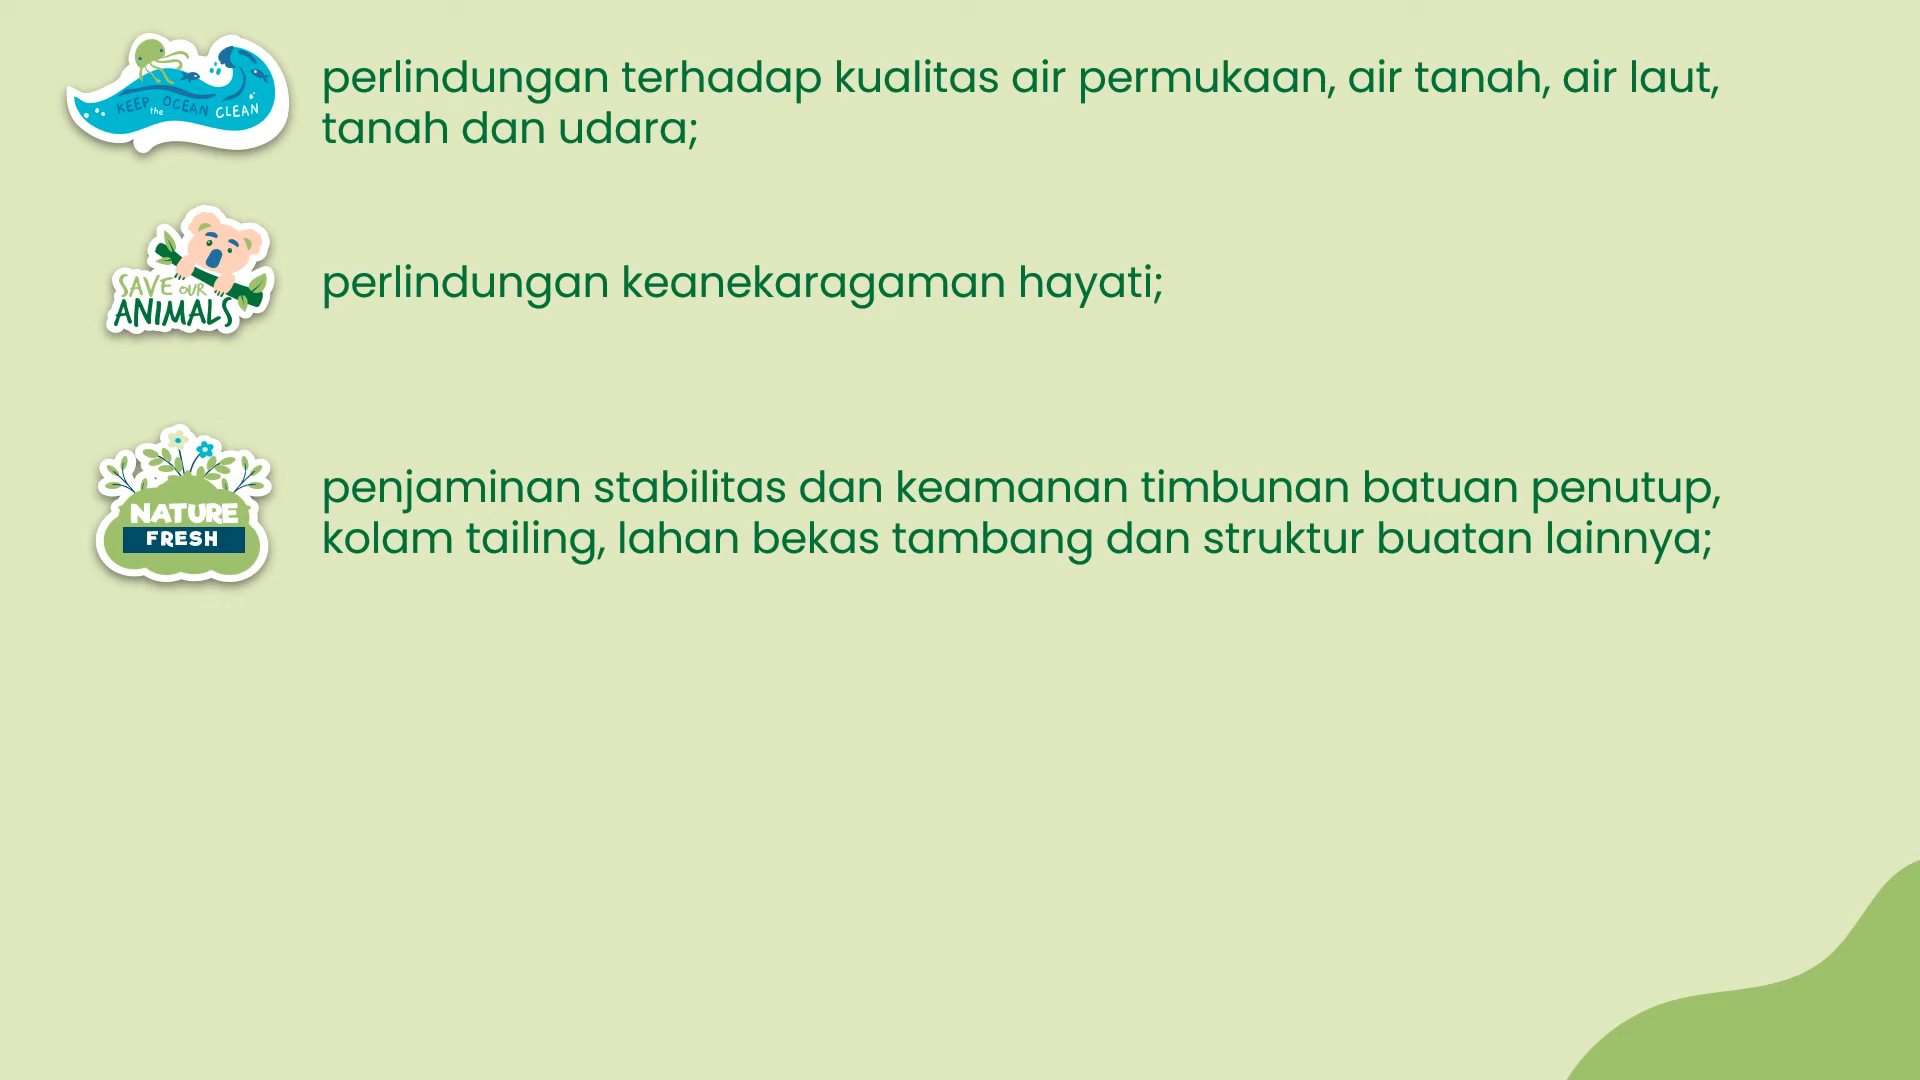 KEEP the OCEAN CLEAN
perlindungan terhadap kualitas air permukaan, air tanah, air laut,
tanah dan udara;
SAVE OUR
ANIMALS
perlindungan keanekaragaman hayati;
NATURE
FRESH
penjaminan stabilitas dan keamanan timbunan batuan penutup,
kolam tailing, lahan bekas tambang dan struktur buatan lainnya;